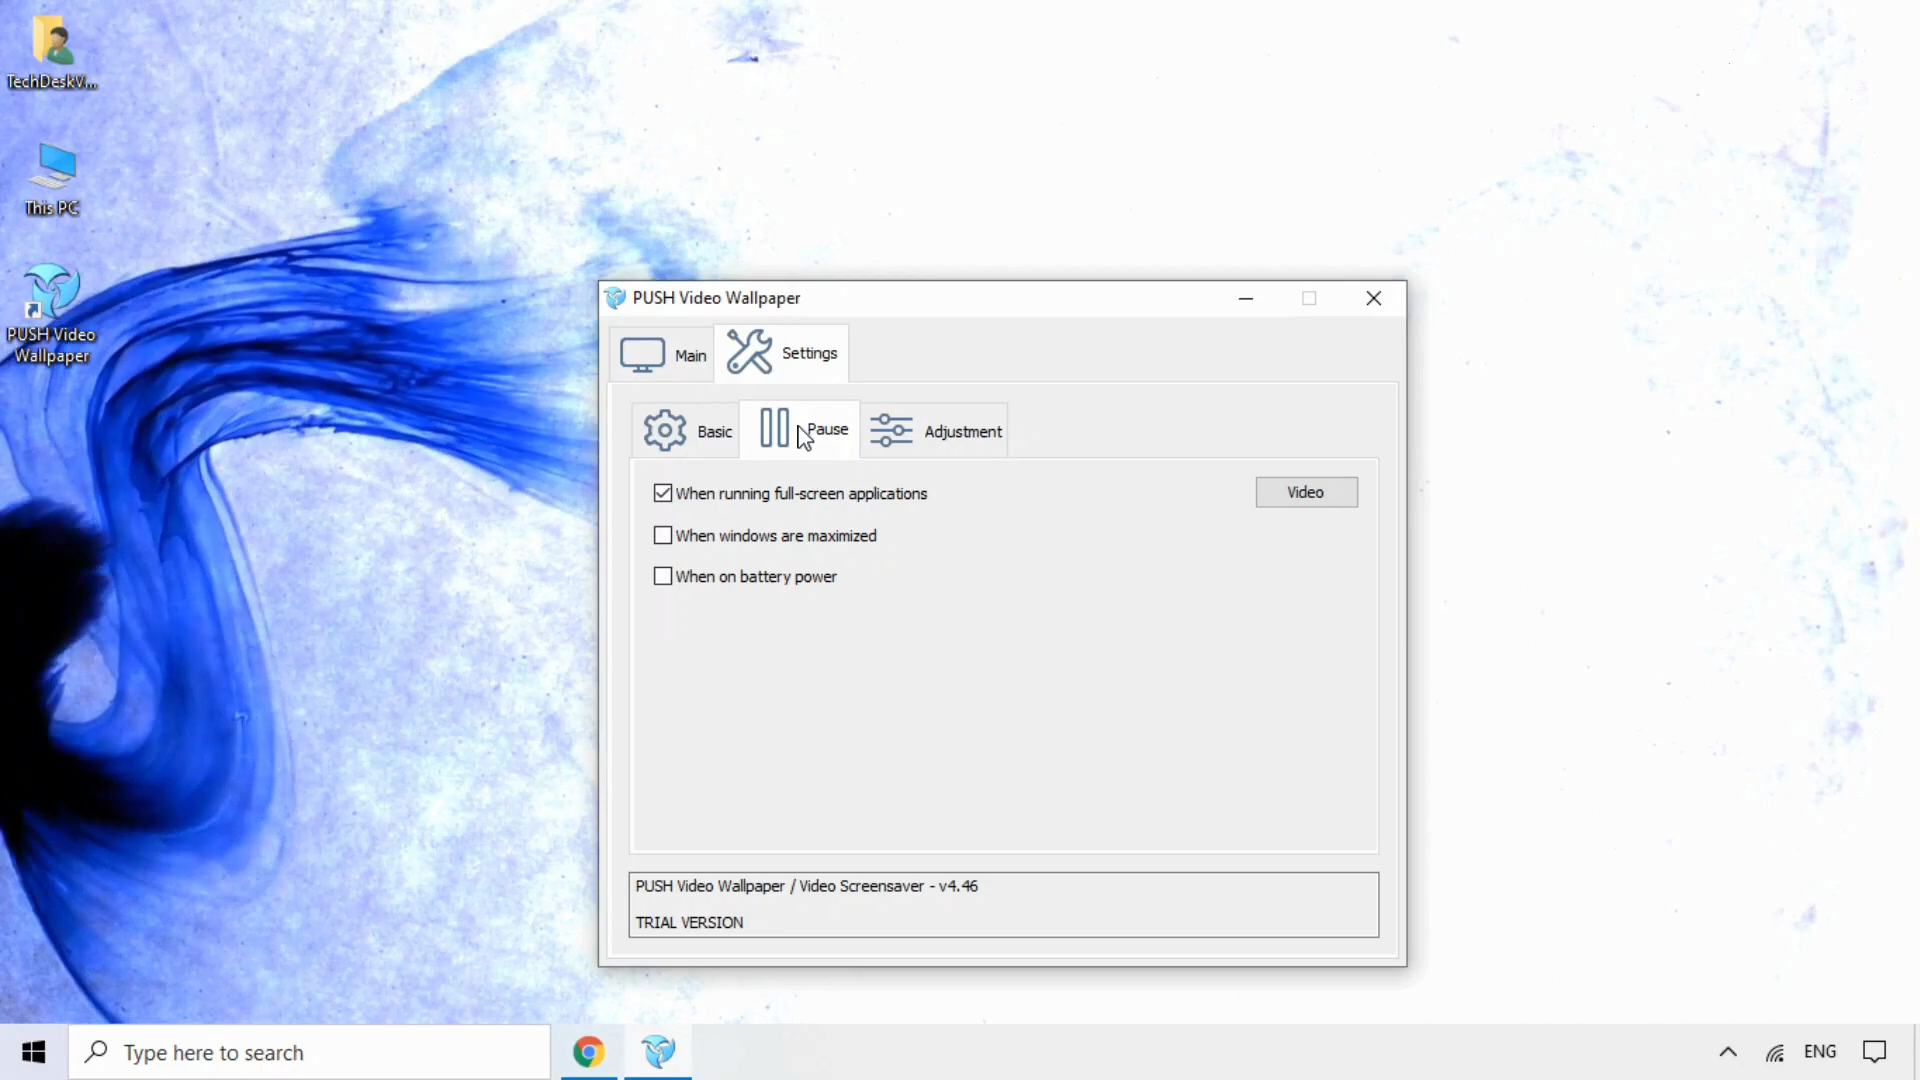 TechDeskV...
This PC
PUSH Video
Wallpaper
PUSH Video Wallpaper
Main
Settings
Basic
Pause
Adjustment
When running full-screen applications
Video
When windows are maximized
When on battery power
PUSH Video Wallpaper / Video Screensaver - v4.46
TRIAL VERSION
Type here to search
ENG